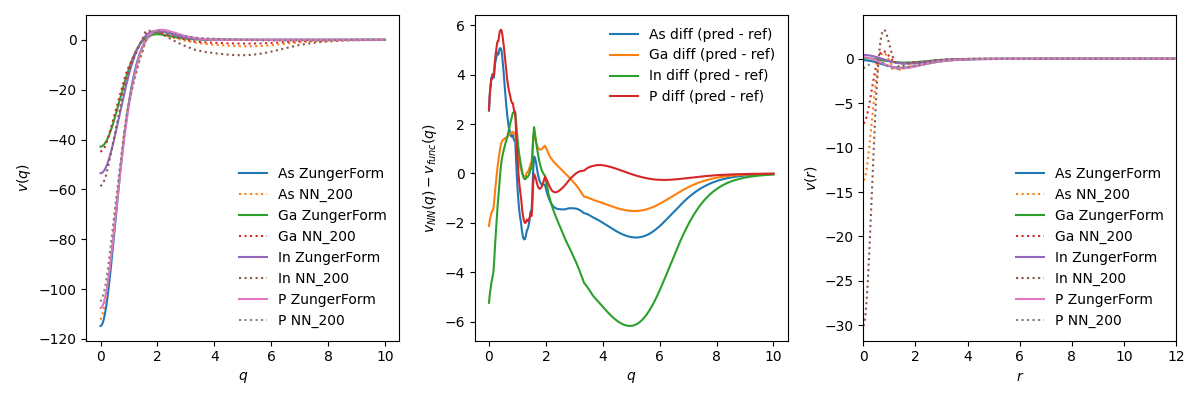 v(q)
0
−20
−40
−60
−80
−100
−120
0
2
4
6
8
10
q
As ZungerForm
As NN_200
Ga ZungerForm
Ga NN_200
In ZungerForm
In NN_200
P ZungerForm
P NN_200
v_NN(q) − v_func(q)
6
4
2
0
−2
−4
−6
0
2
4
6
8
10
q
As diff (pred - ref)
Ga diff (pred - ref)
In diff (pred - ref)
P diff (pred - ref)
v(r)
0
−5
−10
−15
−20
−25
−30
0
2
4
6
8
10
12
r
As ZungerForm
As NN_200
Ga ZungerForm
Ga NN_200
In ZungerForm
In NN_200
P ZungerForm
P NN_200